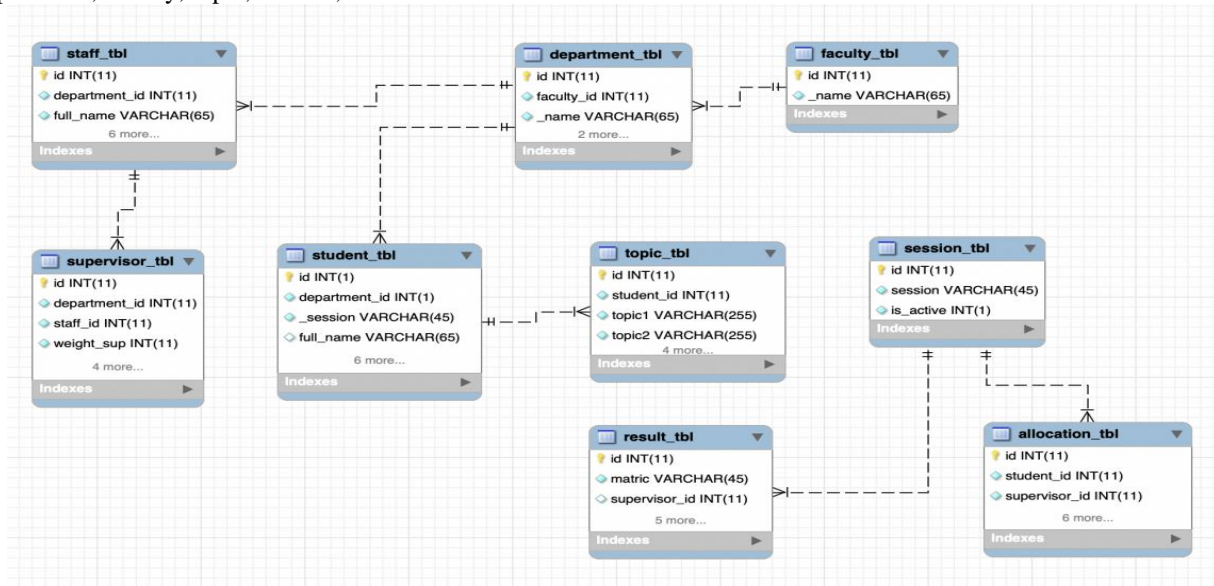 staff_tbl
id INT(11)
department_id INT(11)
full_name VARCHAR(65)
6 more...
Indexes
department_tbl
id INT(11)
faculty_id INT(11)
_name VARCHAR(65)
2 more...
Indexes
faculty_tbl
id INT(11)
_name VARCHAR(65)
Indexes
supervisor_tbl
id INT(11)
department_id INT(11)
staff_id INT(11)
weight_sup INT(11)
4 more...
Indexes
student_tbl
id INT(1)
department_id INT(1)
_session VARCHAR(45)
full_name VARCHAR(65)
6 more...
Indexes
topic_tbl
id INT(11)
student_id INT(11)
topic1 VARCHAR(255)
topic2 VARCHAR(255)
4 more...
Indexes
session_tbl
id INT(11)
session VARCHAR(45)
is_active INT(1)
Indexes
result_tbl
id INT(11)
matric VARCHAR(45)
supervisor_id INT(11)
5 more...
Indexes
allocation_tbl
id INT(11)
student_id INT(11)
supervisor_id INT(11)
6 more...
Indexes